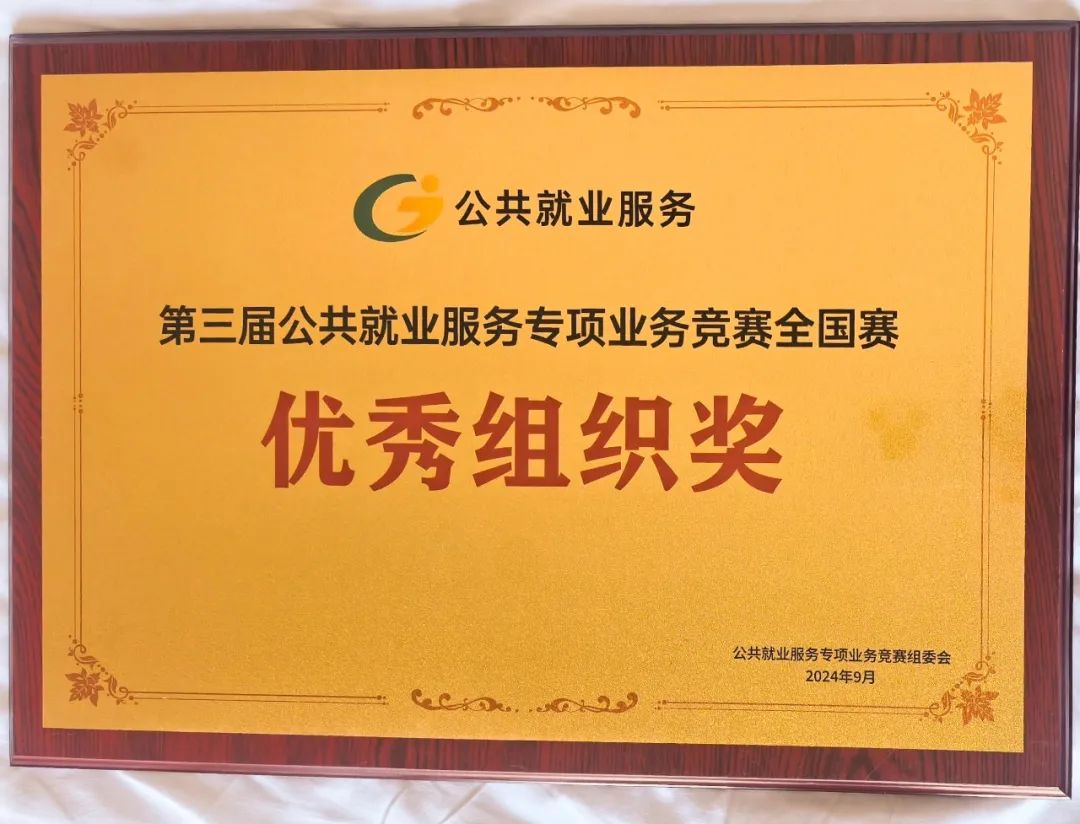 公共就业服务
第三届公共就业服务专项业务竞赛全国赛
优秀组织奖
公共就业服务专项业务竞赛组委会
2024年9月